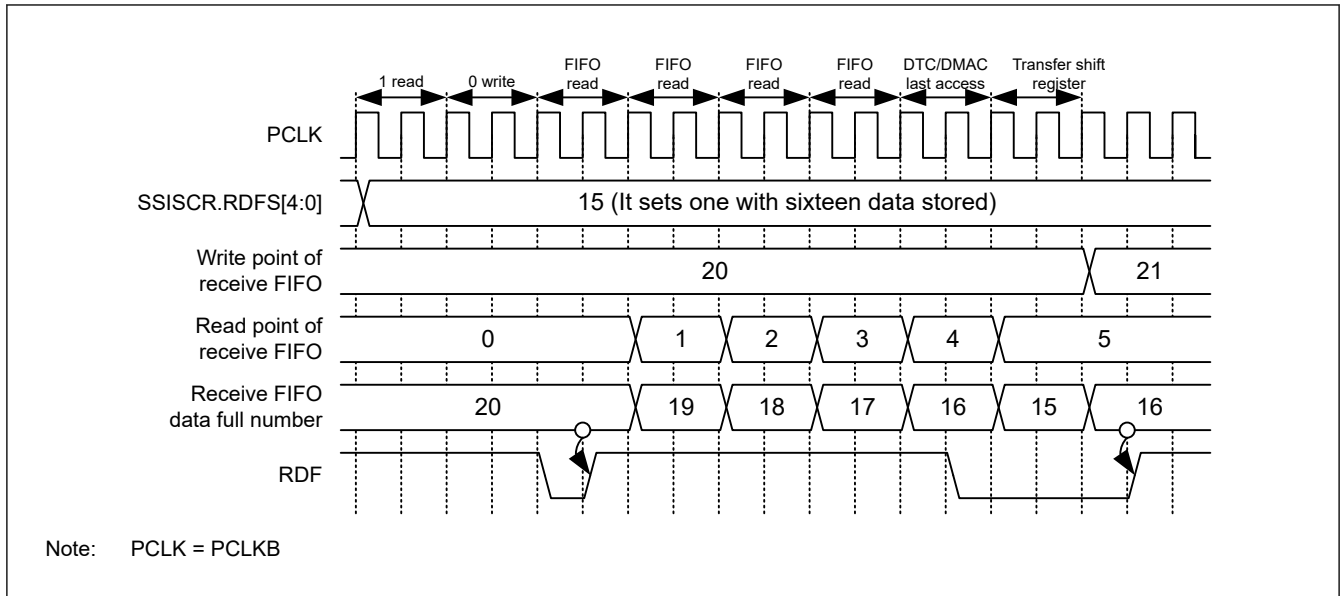 FIFO FIFO FIFO FIFO DTC/DMAC Transfer shift
1 read 0 write read read read read last access register
PCLK
SSISCR.RDFS[4:0] 15 (It sets one with sixteen data stored)
Write point of
receive FIFO
20 21
Read point of
receive FIFO
0 1 2 3 4 5
Receive FIFO
data full number
20 19 18 17 16 15 16
RDF
Note: PCLK = PCLKB